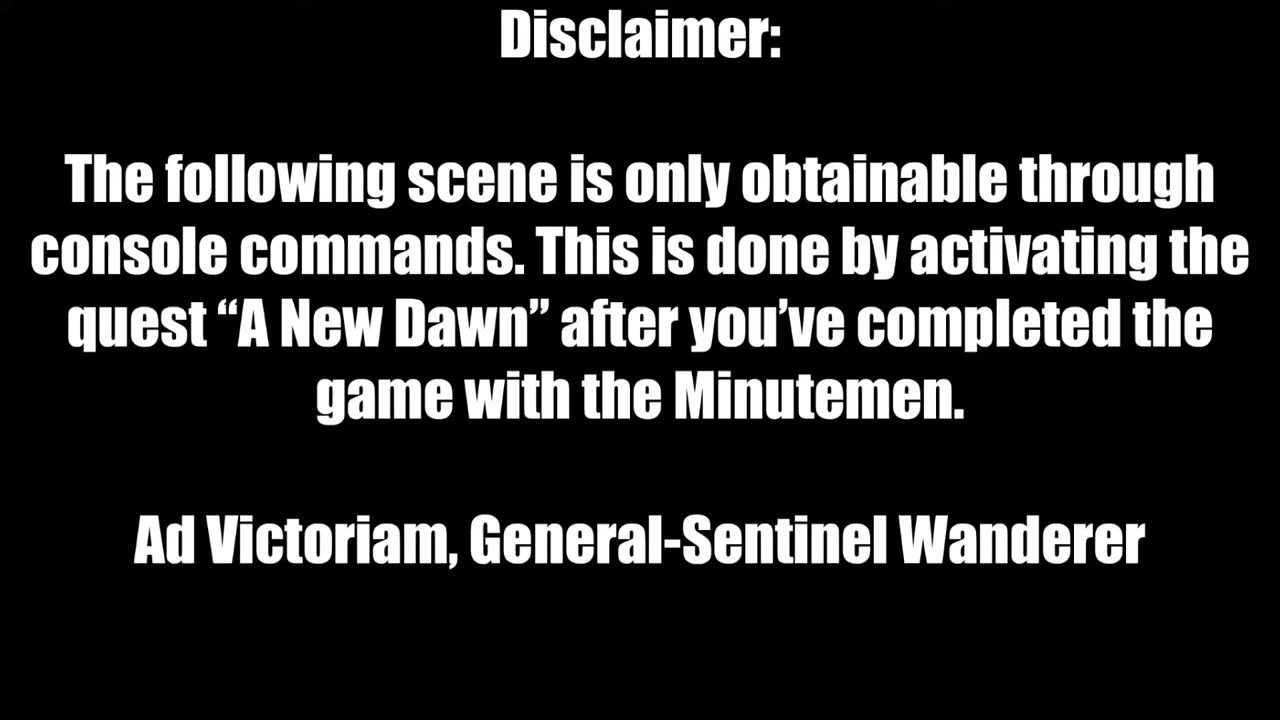 Disclaimer:
The following scene is only obtainable through
console commands. This is done by activating the
quest “A New Dawn” after you’ve completed the
game with the Minutemen.
Ad Victoriam, General-Sentinel Wanderer